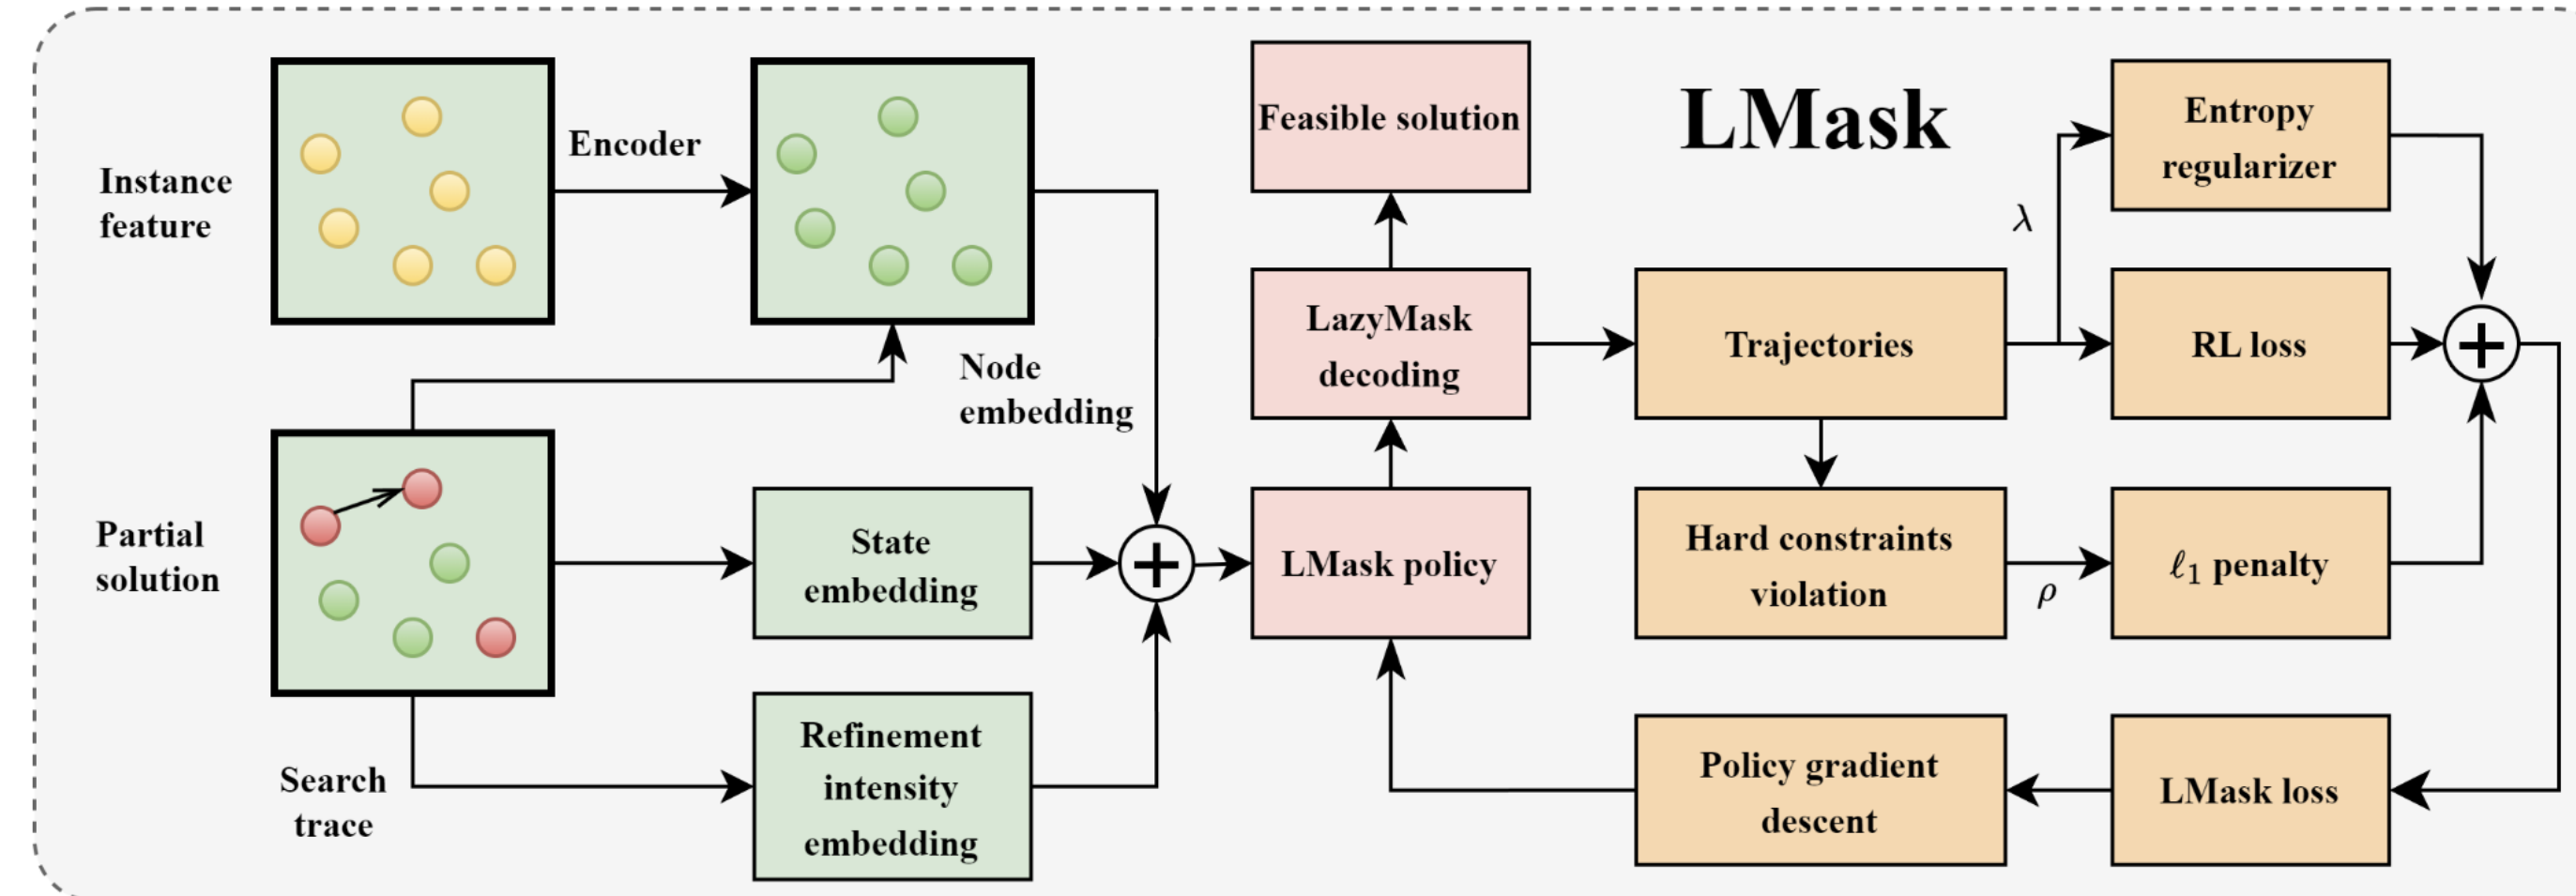 LMask
Instance
feature
Encoder
Node
embedding
Partial
solution
State
embedding
Search
trace
Refinement
intensity
embedding
Feasible solution
LazyMask
decoding
LMask policy
Trajectories
λ
Entropy
regularizer
RL loss
Hard constraints
violation
ρ
ℓ₁ penalty
Policy gradient
descent
LMask loss